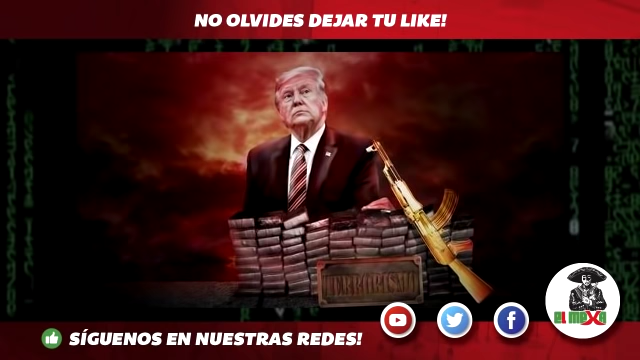 NO OLVIDES DEJAR TU LIKE!
TERRORISMO
SÍGUENOS EN NUESTRAS REDES!
EL MEXA